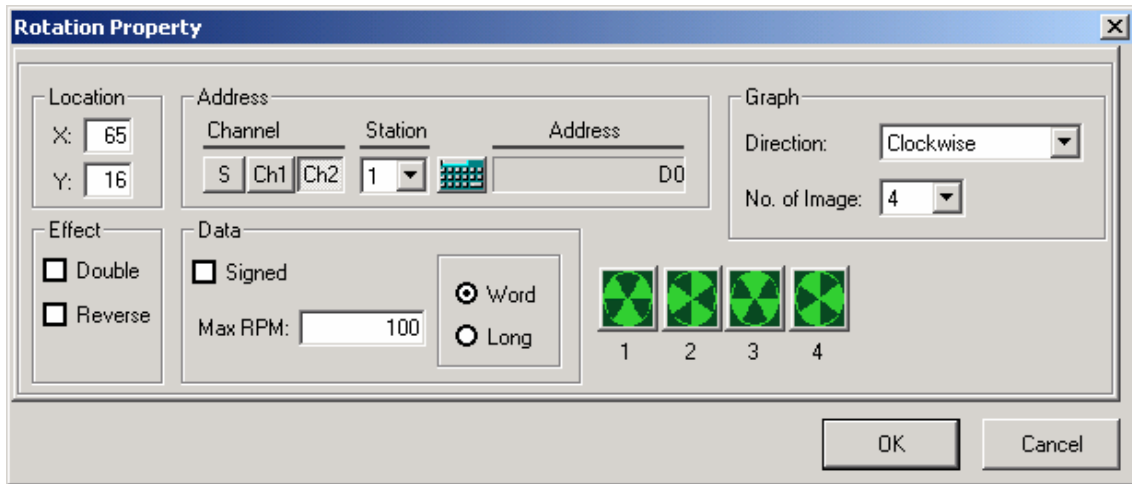 Rotation Property
Location
X: 65
Y: 16
Address
Channel Station Address
S Ch1 Ch2 1 D0
Graph
Direction: Clockwise
No. of Image: 4
Effect
Double
Reverse
Data
Signed
Max RPM: 100
Word
Long
1 2 3 4
OK Cancel